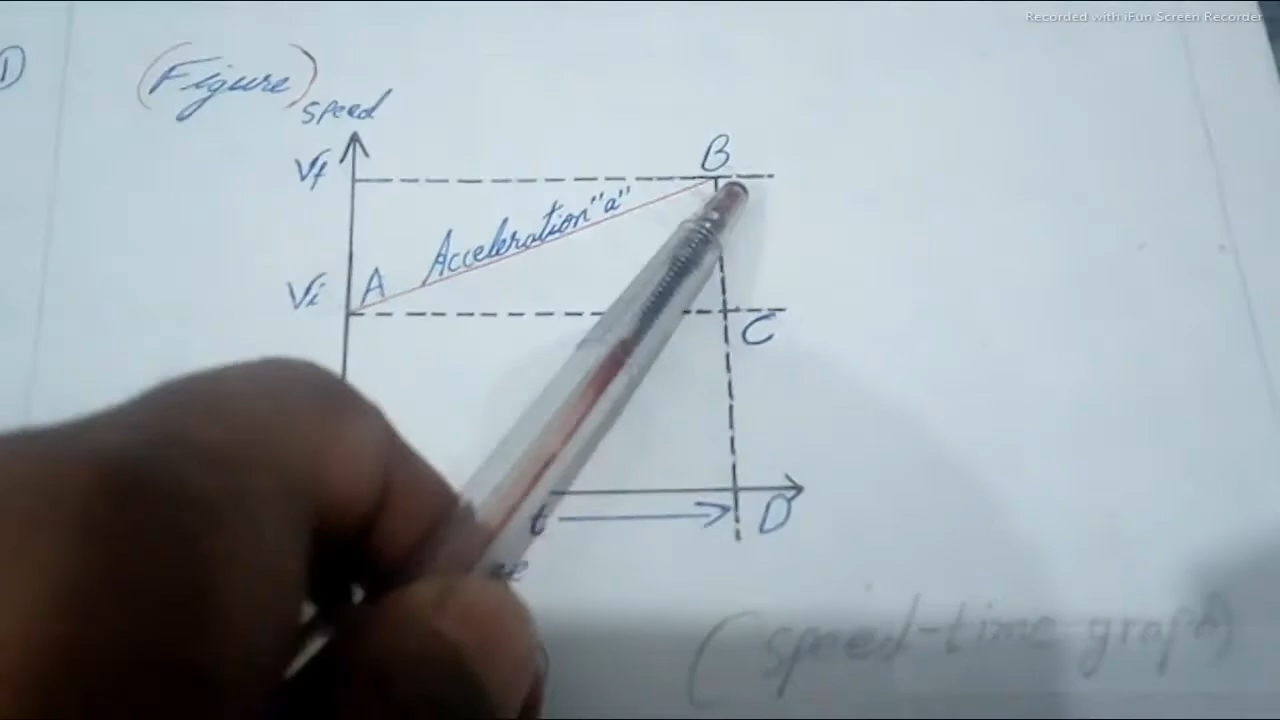 Recorded with iFun Screen Recorder
1
(Figure)
speed
Vf
B
Acceleration "a"
A
Vi
C
t
D
(speed-time graph)